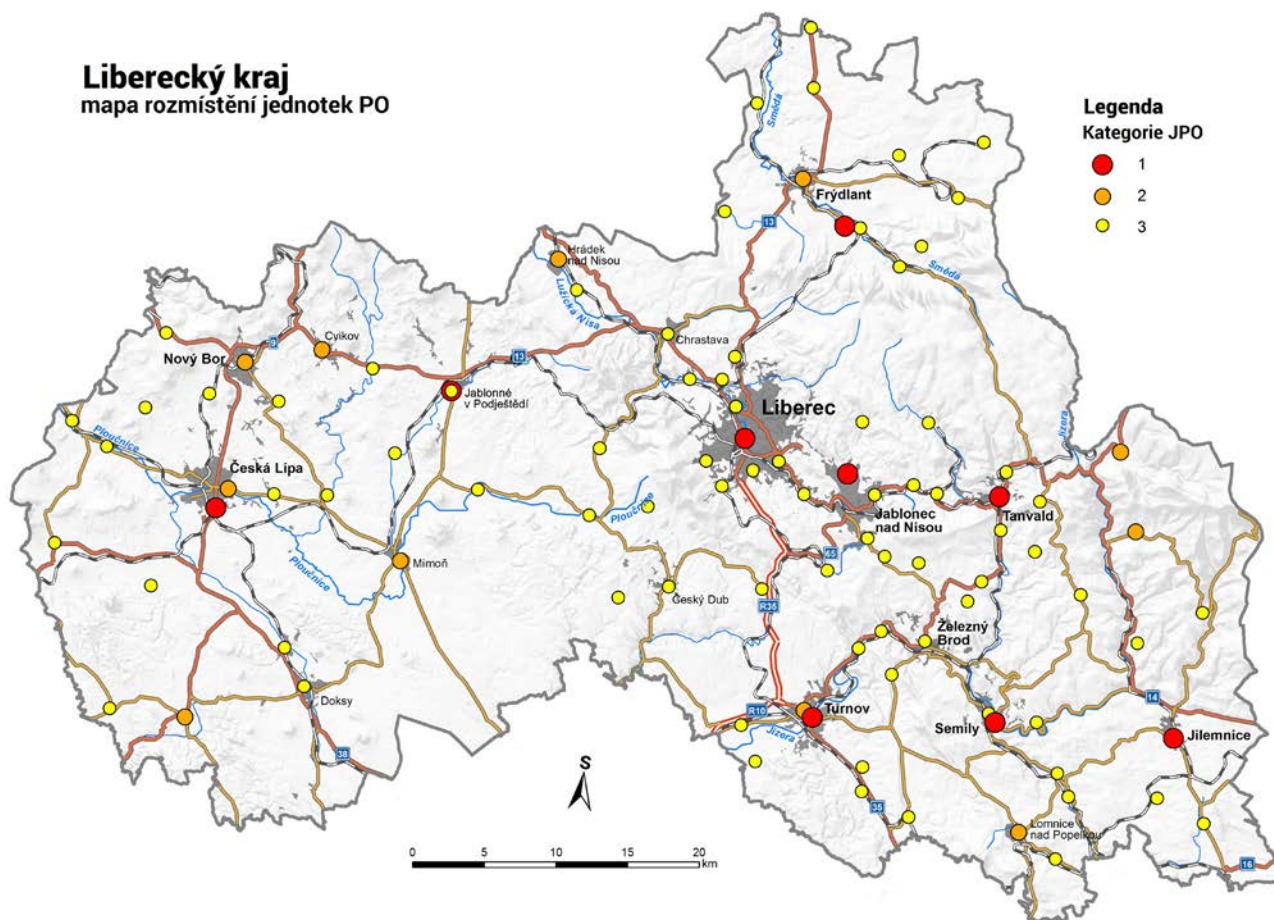 Liberecký kraj
mapa rozmístění jednotek PO
Legenda
Kategorie JPO
1
2
3
Smědá
Frýdlant
13
Smědá
Hrádek
nad Nisou
Lužická Nisa
Chrastava
9
Cvikov
Nový Bor
13
Jablonné
v Podještědí
Liberec
Jizera
Ploučnice
Česká Lípa
Ploučnice
Jablonec
nad Nisou
Tanvald
65
Mimoň
Ploučnice
Český Dub
R35
Železný
Brod
Doksy
R10
Turnov
Jizera
Semily
14
Jilemnice
38
S
35
Lomnice
nad Popelkou
0 5 10 15 20
km
16